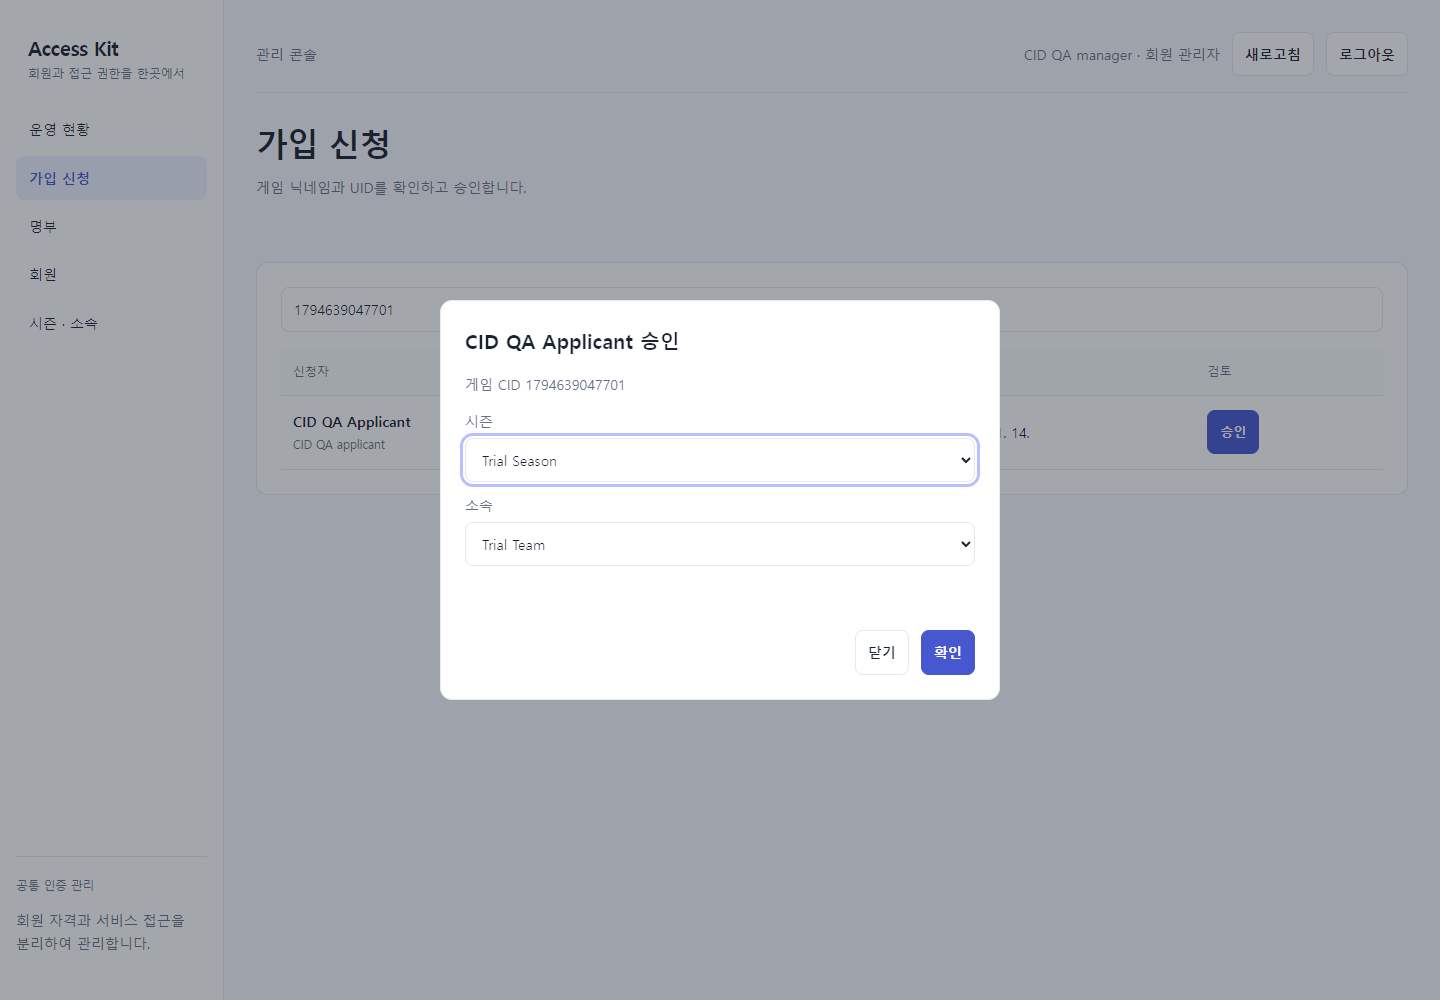 Access Kit
회원과 접근 권한을 한곳에서
운영 현황
가입 신청
명부
회원
시즌 · 소속
공통 인증 관리
회원 자격과 서비스 접근을
분리하여 관리합니다.
관리 콘솔
CID QA manager · 회원 관리자
새로고침
로그아웃
가입 신청
게임 닉네임과 UID를 확인하고 승인합니다.
1794639047701
신청자
검토
CID QA Applicant
CID QA applicant
14.
승인
CID QA Applicant 승인
게임 CID 1794639047701
시즌
Trial Season
소속
Trial Team
닫기
확인